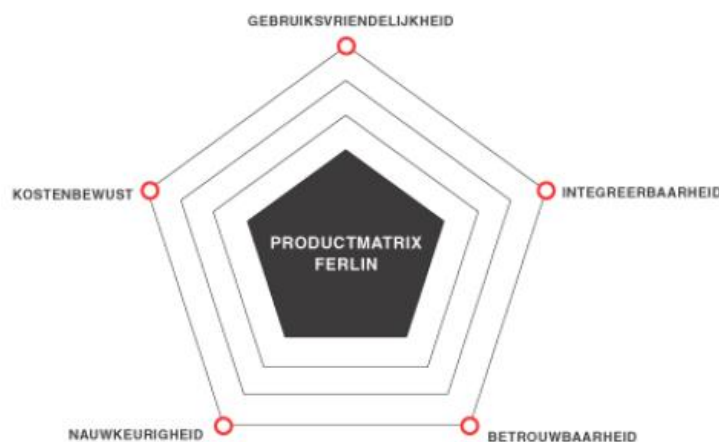 GEBRUIKSVRIENDELIJKHEID
KOSTENBEWUST
INTEGREERBAARHEID
PRODUCTMATRIX
FERLIN
NAUWKEURIGHEID
BETROUWBAARHEID